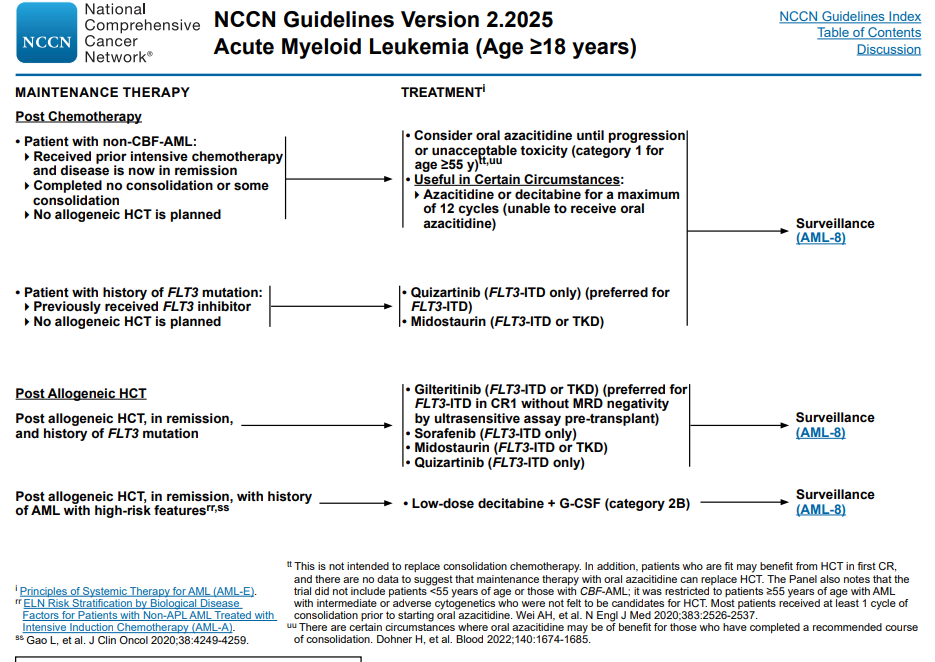 NCCN
National
Comprehensive
Cancer
Network®
NCCN Guidelines Version 2.2025
Acute Myeloid Leukemia (Age ≥18 years)
NCCN Guidelines Index
Table of Contents
Discussion
MAINTENANCE THERAPY
TREATMENTi
Post Chemotherapy
• Patient with non-CBF-AML:
Received prior intensive chemotherapy
and disease is now in remission
Completed no consolidation or some
consolidation
No allogeneic HCT is planned
• Consider oral azacitidine until progression
or unacceptable toxicity (category 1 for
age ≥55 y)tt,uu
• Useful in Certain Circumstances:
Azacitidine or decitabine for a maximum
of 12 cycles (unable to receive oral
azacitidine)
Surveillance
(AML-8)
• Patient with history of FLT3 mutation:
Previously received FLT3 inhibitor
No allogeneic HCT is planned
• Quizartinib (FLT3-ITD only) (preferred for
FLT3-ITD)
• Midostaurin (FLT3-ITD or TKD)
Post Allogeneic HCT
Post allogeneic HCT, in remission,
and history of FLT3 mutation
• Gilteritinib (FLT3-ITD or TKD) (preferred for
FLT3-ITD in CR1 without MRD negativity
by ultrasensitive assay pre-transplant)
• Sorafenib (FLT3-ITD only)
• Midostaurin (FLT3-ITD or TKD)
• Quizartinib (FLT3-ITD only)
Surveillance
(AML-8)
Post allogeneic HCT, in remission, with history
of AML with high-risk featuresrr,ss
• Low-dose decitabine + G-CSF (category 2B)
Surveillance
(AML-8)
i Principles of Systemic Therapy for AML (AML-E).
rr ELN Risk Stratification by Biological Disease
Factors for Patients with Non-APL AML Treated with
Intensive Induction Chemotherapy (AML-A).
ss Gao L, et al. J Clin Oncol 2020;38:4249-4259.
tt This is not intended to replace consolidation chemotherapy. In addition, patients who are fit may benefit from HCT in first CR,
and there are no data to suggest that maintenance therapy with oral azacitidine can replace HCT. The Panel also notes that the
trial did not include patients <55 years of age or those with CBF-AML; it was restricted to patients ≥55 years of age with AML
with intermediate or adverse cytogenetics who were not felt to be candidates for HCT. Most patients received at least 1 cycle of
consolidation prior to starting oral azacitidine. Wei AH, et al. N Engl J Med 2020;383:2526-2537.
uu There are certain circumstances where oral azacitidine may be of benefit for those who have completed a recommended course
of consolidation. Dohner H, et al. Blood 2022;140:1674-1685.